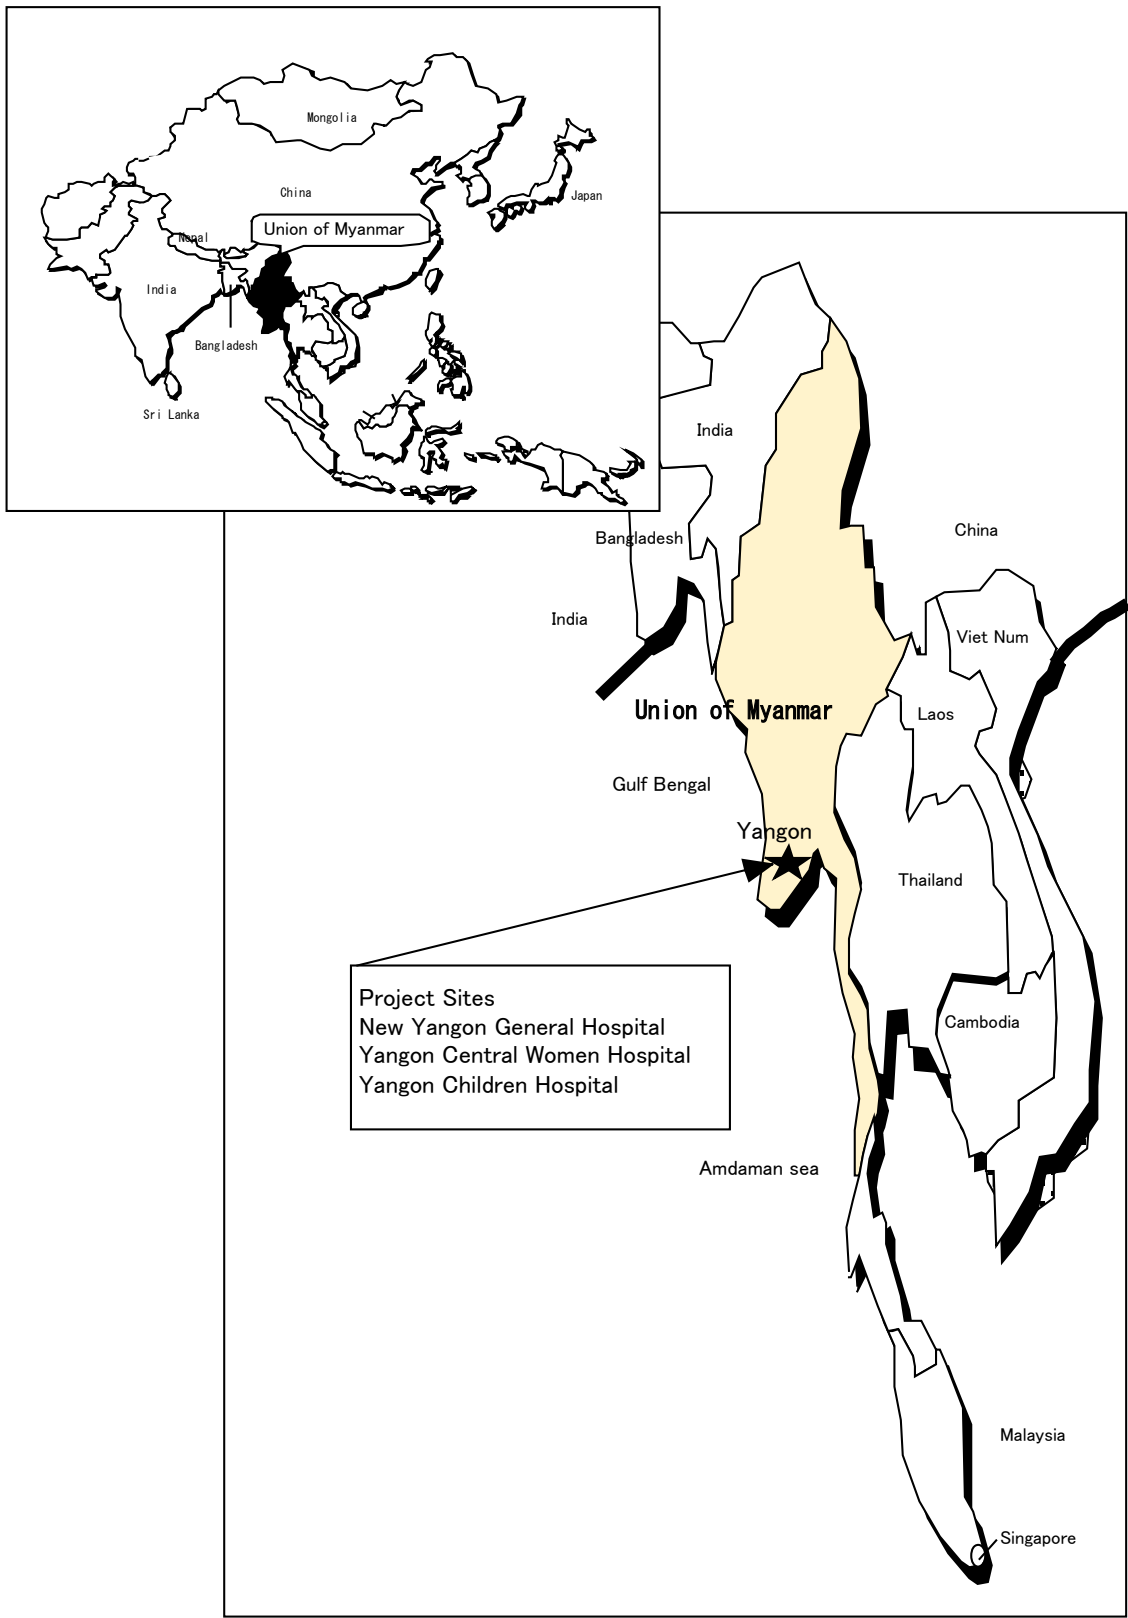 Mongolia
China
Japan
Union of Myanmar
Nepal
India
Bangladesh
Sri Lanka
India
China
Bangladesh
India
Viet Num
Union of Myanmar
Laos
Gulf Bengal
Yangon
Thailand
Project Sites
New Yangon General Hospital
Yangon Central Women Hospital
Yangon Children Hospital
Cambodia
Amdaman sea
Malaysia
Singapore